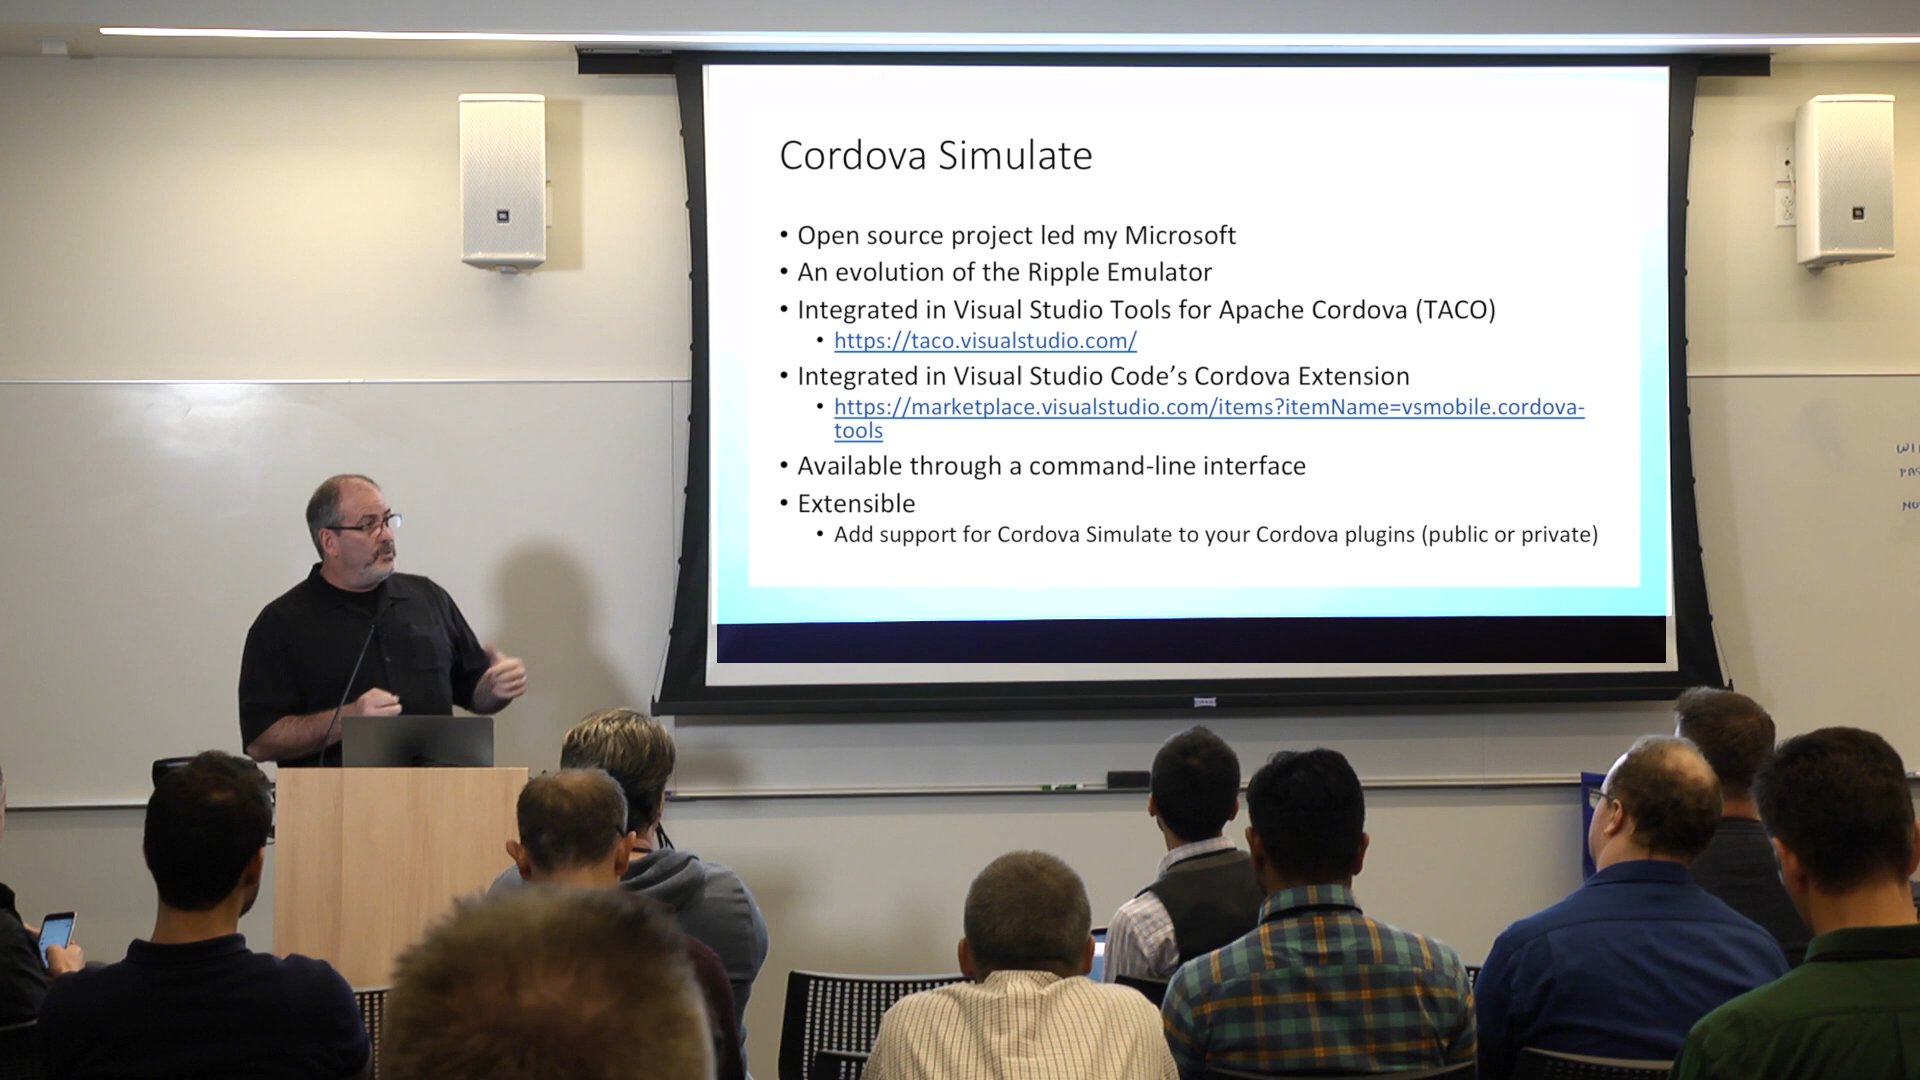 Cordova Simulate
• Open source project led my Microsoft
• An evolution of the Ripple Emulator
• Integrated in Visual Studio Tools for Apache Cordova (TACO)
• https://taco.visualstudio.com/
• Integrated in Visual Studio Code’s Cordova Extension
• https://marketplace.visualstudio.com/items?itemName=vsmobile.cordova-
tools
• Available through a command-line interface
• Extensible
• Add support for Cordova Simulate to your Cordova plugins (public or private)